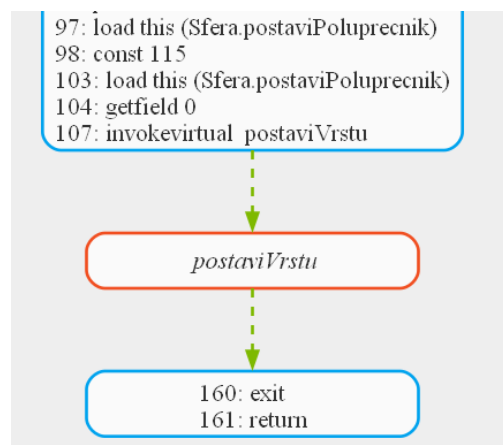 97: load this (Sfera.postaviPoluprecnik)
98: const 115
103: load this (Sfera.postaviPoluprecnik)
104: getfield 0
107: invokevirtual postaviVrstu
postaviVrstu
160: exit
161: return